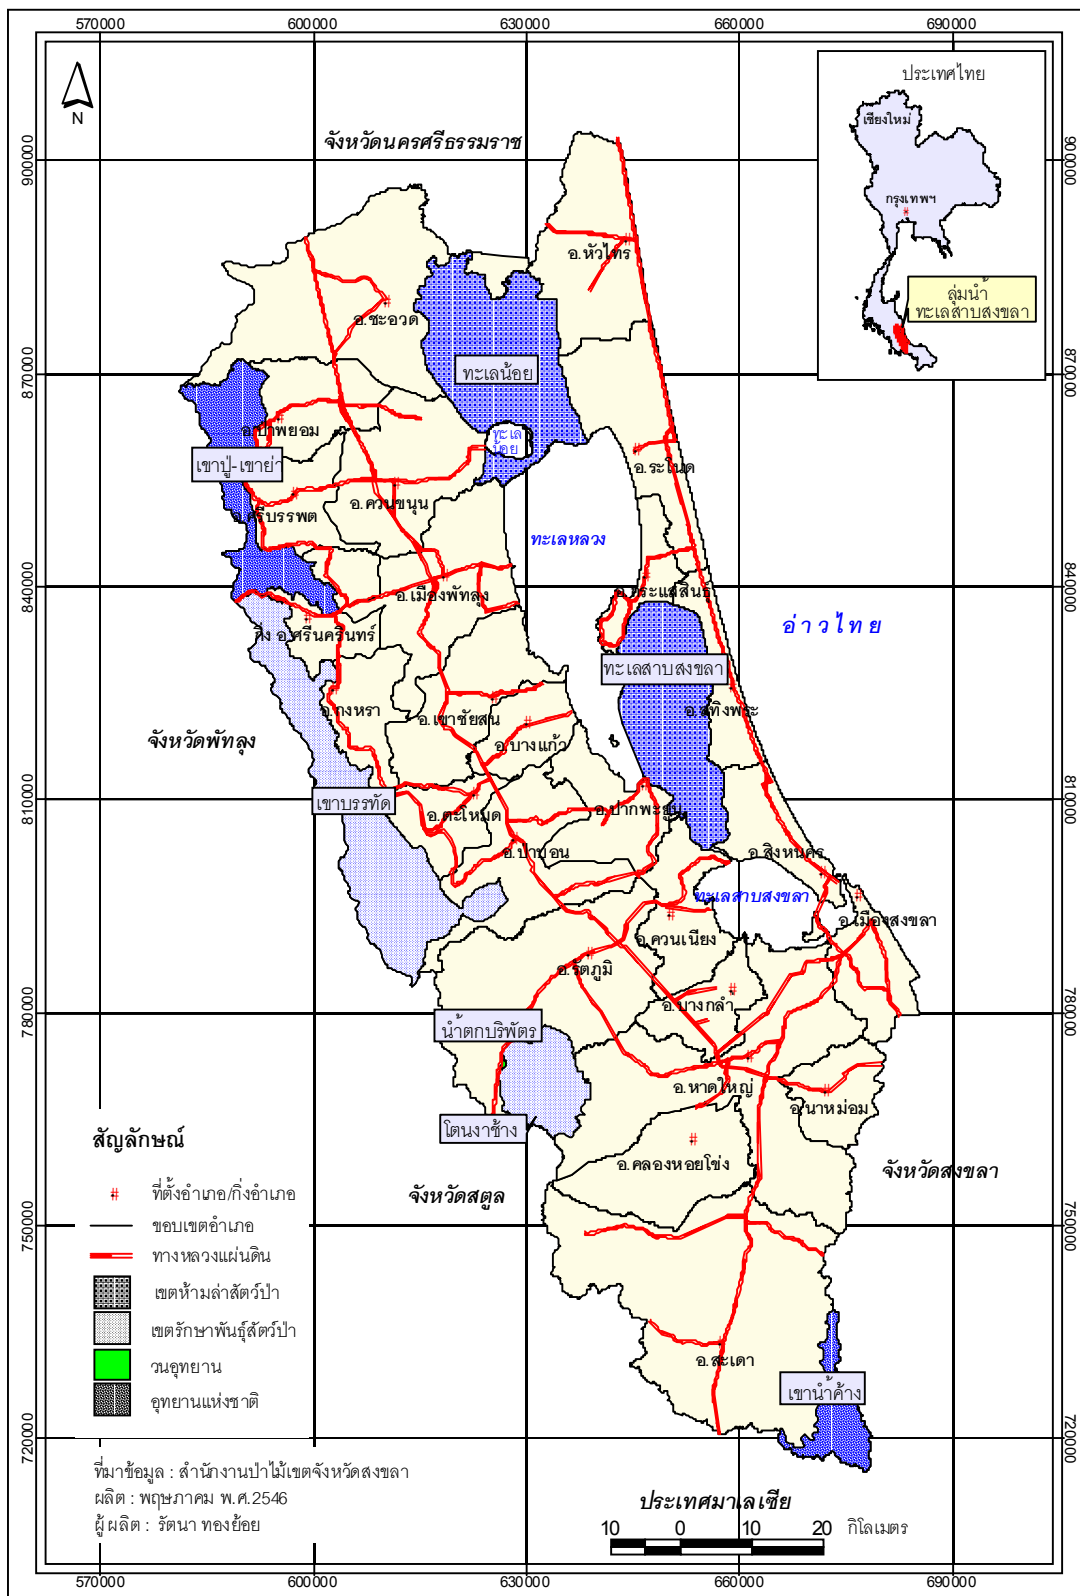 570000 600000 630000 660000 690000
ประเทศไทย
เชียงใหม่
N
จังหวัดนครศรีธรรมราช
900000 900000
กรุงเทพฯ
อ.หัวไทร
ลุ่มน้ำ
ทะเลสาบสงขลา
อ.ชะอวด
ทะเลน้อย
870000 870000
อ.ป่าพยอม
ทะเล
น้อย
เขาปู่-เขาย่า
อ.ระโนด
อ.ควนขนุน
อ.ศรีบรรพต
ทะเลหลวง
840000 840000
อ.เมืองพัทลุง
อ.กระแสสินธุ์
อ่าวไทย
กิ่ง อ.ศรีนครินทร์
ทะเลสาบสงขลา
อ.กงหรา
อ.สทิงพระ
อ.เขาชัยสน
จังหวัดพัทลุง
อ.บางแก้ว
810000 810000
เขาบรรทัด
อ.ตะโหมด
อ.ปากพะยูน
อ.ป่าบอน
อ.สิงหนคร
ทะเลสาบสงขลา
อ.เมืองสงขลา
อ.ควนเนียง
อ.รัตภูมิ
อ.บางกล่ำ
780000 780000
น้ำตกบริพัตร
อ.หาดใหญ่
อ.นาหม่อม
โตนงาช้าง
อ.คลองหอยโข่ง
จังหวัดสงขลา
จังหวัดสตูล
สัญลักษณ์
ที่ตั้งอำเภอ/กิ่งอำเภอ
ขอบเขตอำเภอ
750000 750000
ทางหลวงแผ่นดิน
เขตห้ามล่าสัตว์ป่า
เขตรักษาพันธุ์สัตว์ป่า
วนอุทยาน
อุทยานแห่งชาติ
อ.สะเดา
เขาน้ำค้าง
720000 720000
ที่มาข้อมูล : สำนักงานป่าไม้เขตจังหวัดสงขลา
ผลิต : พฤษภาคม พ.ศ.2546
ผู้ผลิต : รัตนา ทองย้อย
ประเทศมาเลเซีย
10 0 10 20 กิโลเมตร
570000 600000 630000 660000 690000